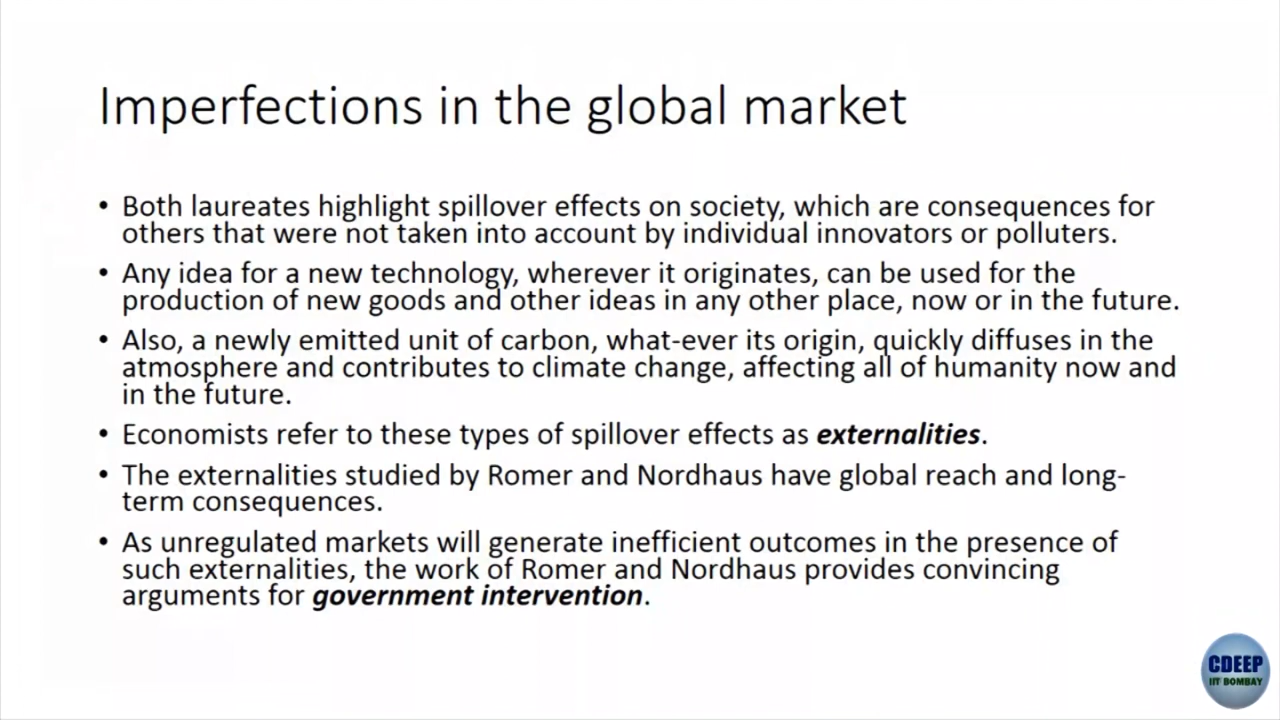 Imperfections in the global market
• Both laureates highlight spillover effects on society, which are consequences for
others that were not taken into account by individual innovators or polluters.
• Any idea for a new technology, wherever it originates, can be used for the
production of new goods and other ideas in any other place, now or in the future.
• Also, a newly emitted unit of carbon, what-ever its origin, quickly diffuses in the
atmosphere and contributes to climate change, affecting all of humanity now and
in the future.
• Economists refer to these types of spillover effects as externalities.
• The externalities studied by Romer and Nordhaus have global reach and long-
term consequences.
• As unregulated markets will generate inefficient outcomes in the presence of
such externalities, the work of Romer and Nordhaus provides convincing
arguments for government intervention.
CDEEP
IIT BOMBAY